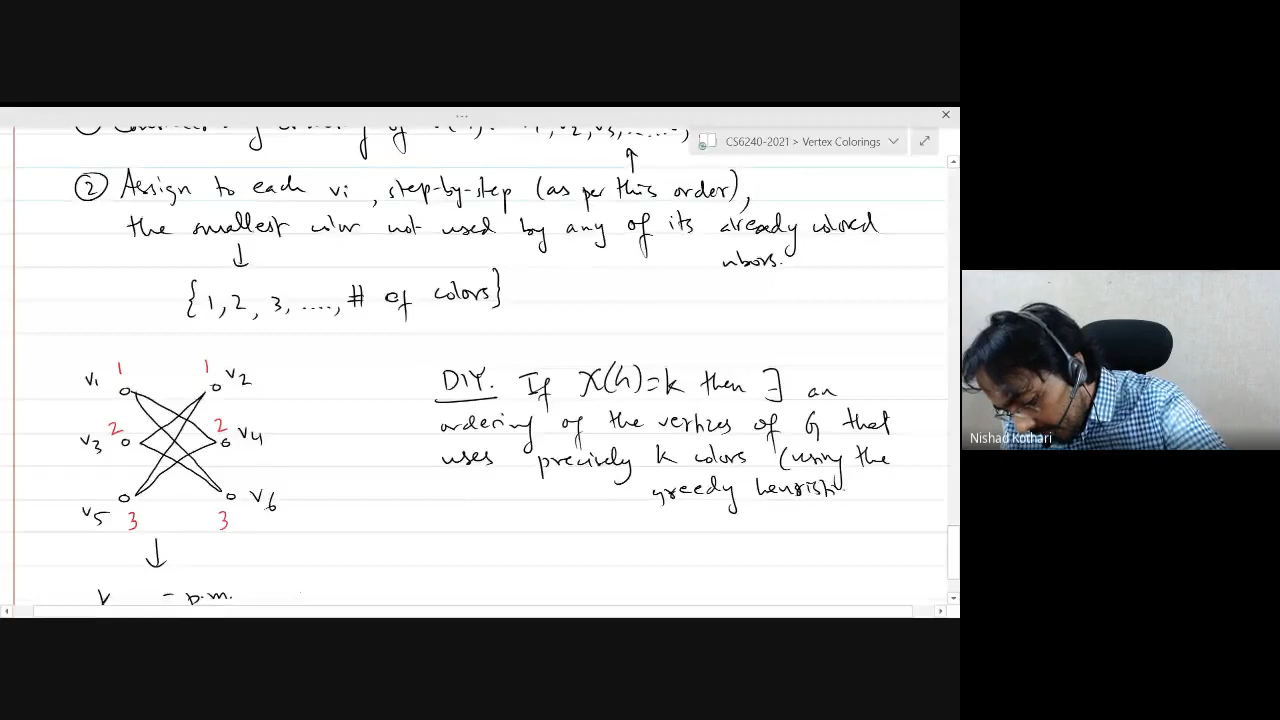 CS6240-2021 > Vertex Colorings
② Assign to each vi, step-by-step (as per this order),
the smallest color not used by any of its already colored
nbors.
{1, 2, 3, ...., # of colors}
v1 1 1 v2
v3 2 2 v4
v5 3 3 v6
DIY. If χ(G)=k then ∃ an
ordering of the vertices of G that
uses precisely k colors (using the
greedy heuristi
- p.m.
Nishad Kothari